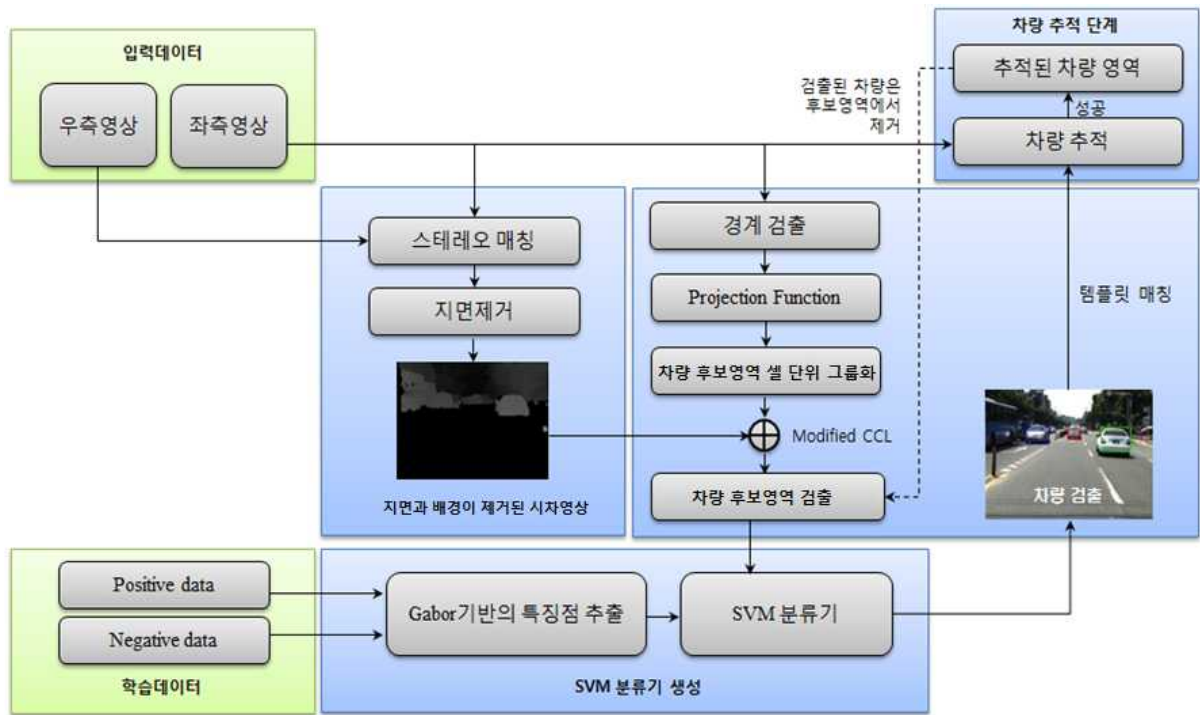 입력데이터
우측영상
좌측영상
차량 추적 단계
추적된 차량 영역
성공
차량 추적
검출된 차량은
후보영역에서
제거
스테레오 매칭
지면제거
지면과 배경이 제거된 시차영상
경계 검출
Projection Function
차량 후보영역 셀 단위 그룹화
Modified CCL
차량 후보영역 검출
템플릿 매칭
차량 검출
Positive data
Negative data
학습데이터
Gabor기반의 특징점 추출
SVM 분류기
SVM 분류기 생성